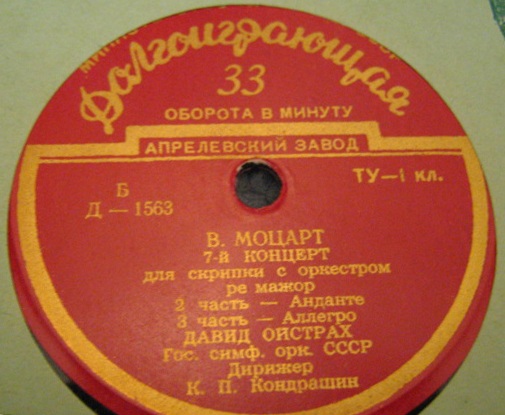 Долгоиграющая
33
ОБОРОТА В МИНУТУ
АПРЕЛЕВСКИЙ ЗАВОД
Б
Д — 1563
ТУ—1 кл.
В. МОЦАРТ
7-й КОНЦЕРТ
для скрипки с оркестром
ре мажор
2 часть — Анданте
3 часть — Аллегро
ДАВИД ОЙСТРАХ
Гос. симф. орк. СССР
Дирижер
К. П. Кондрашин